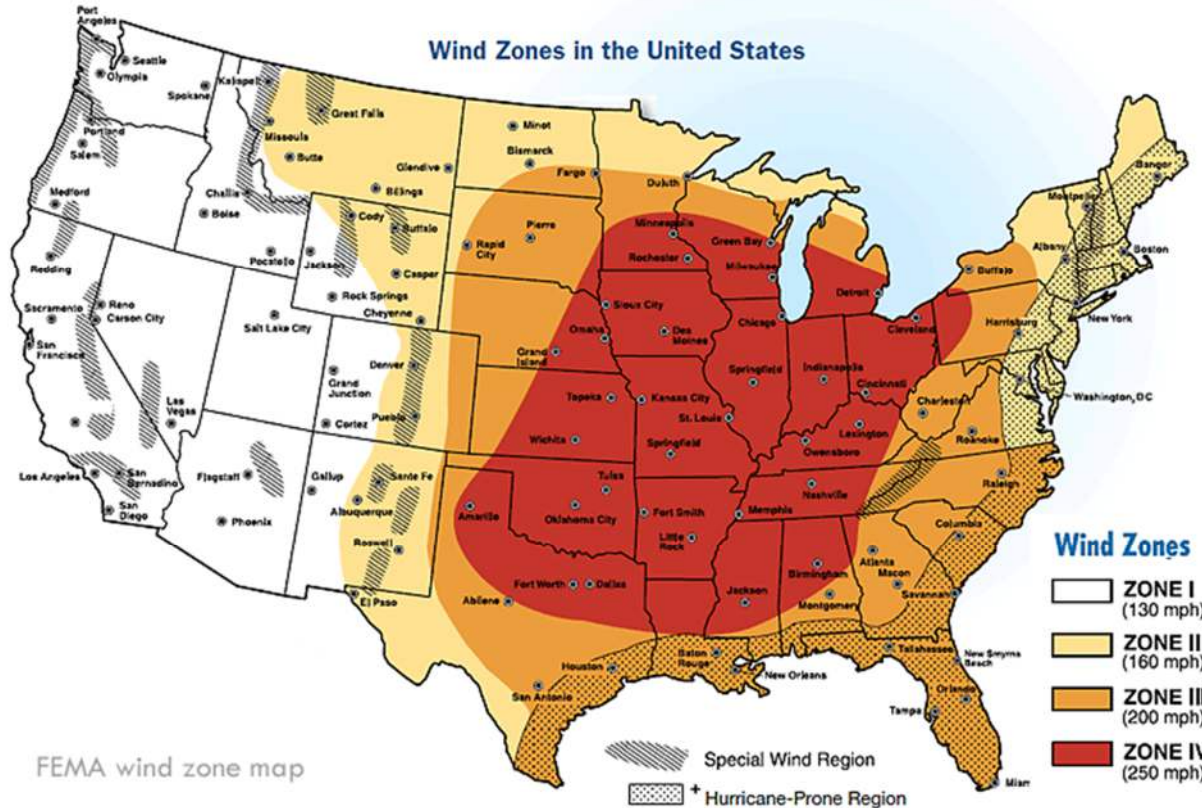 Wind Zones in the United States
Port
Angeles
Seattle
Olympia
Spokane
Kalispell
Great Falls
Missoula
Butte
Glendive
Billings
Minot
Bismarck
Fargo
Duluth
Portland
Salem
Medford
Challis
Boise
Pocatello
Cody
Buffalo
Jackson
Casper
Rock Springs
Cheyenne
Rapid
City
Pierre
Minneapolis
Rochester
Green Bay
Milwaukee
Detroit
Buffalo
Albany
Montpelier
Bangor
Boston
New York
Harrisburg
Cleveland
Washington, DC
Redding
Sacramento
San
Francisco
Reno
Carson City
Salt Lake City
Las
Vegas
Grand
Junction
Cortez
Denver
Pueblo
Grand
Island
Omaha
Sioux City
Des
Moines
Chicago
Springfield
Indianapolis
Cincinnati
Charleston
Roanoke
Raleigh
Topeka
Kansas City
St. Louis
Wichita
Springfield
Lexington
Owensboro
Nashville
Memphis
Columbia
Los Angeles
San
Bernadino
San
Diego
Flagstaff
Phoenix
Gallup
Sante Fe
Albuquerque
Roswell
El Paso
Amarillo
Tulsa
Oklahoma City
Fort Smith
Little
Rock
Fort Worth
Dallas
Abilene
Jackson
Birmingham
Montgomery
Atlanta
Macon
Savannah
Tallahassee
New Smyrna
Beach
Orlando
Tampa
Miam
Houston
San Antonio
Baton
Rouge
New Orleans
Wind Zones
ZONE I
(130 mph)
ZONE II
(160 mph)
ZONE III
(200 mph)
ZONE IV
(250 mph)
Special Wind Region
+ Hurricane-Prone Region
FEMA wind zone map